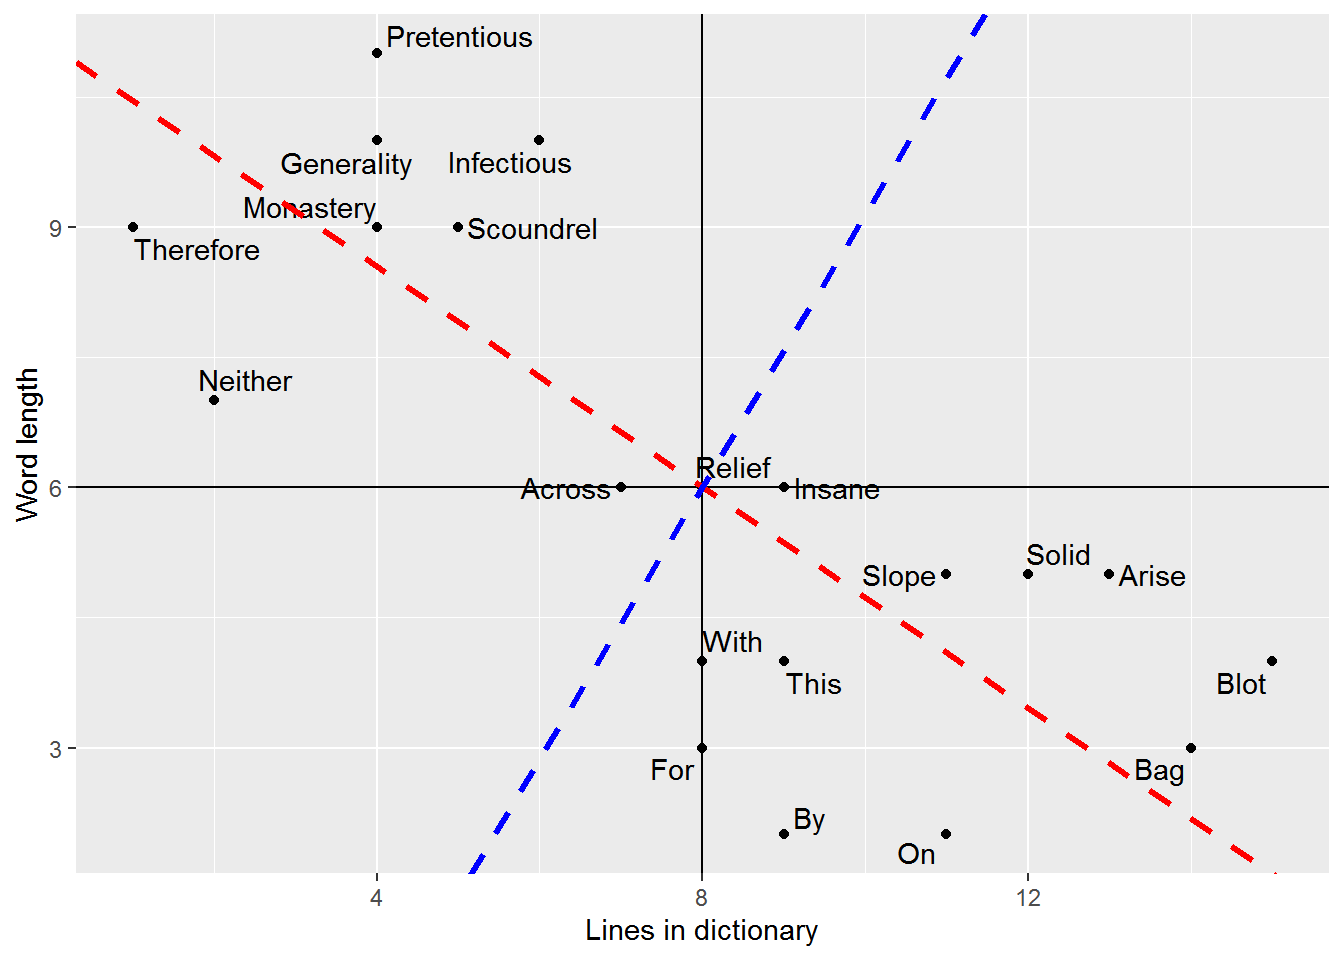 Pretentious
Generality
Infectious
Monastery
Scoundrel
9
Therefore
Neither
Word length
Relief
6
Across
Insane
Solid
Slope
Arise
With
This
Blot
3
For
Bag
By
On
4
8
12
Lines in dictionary